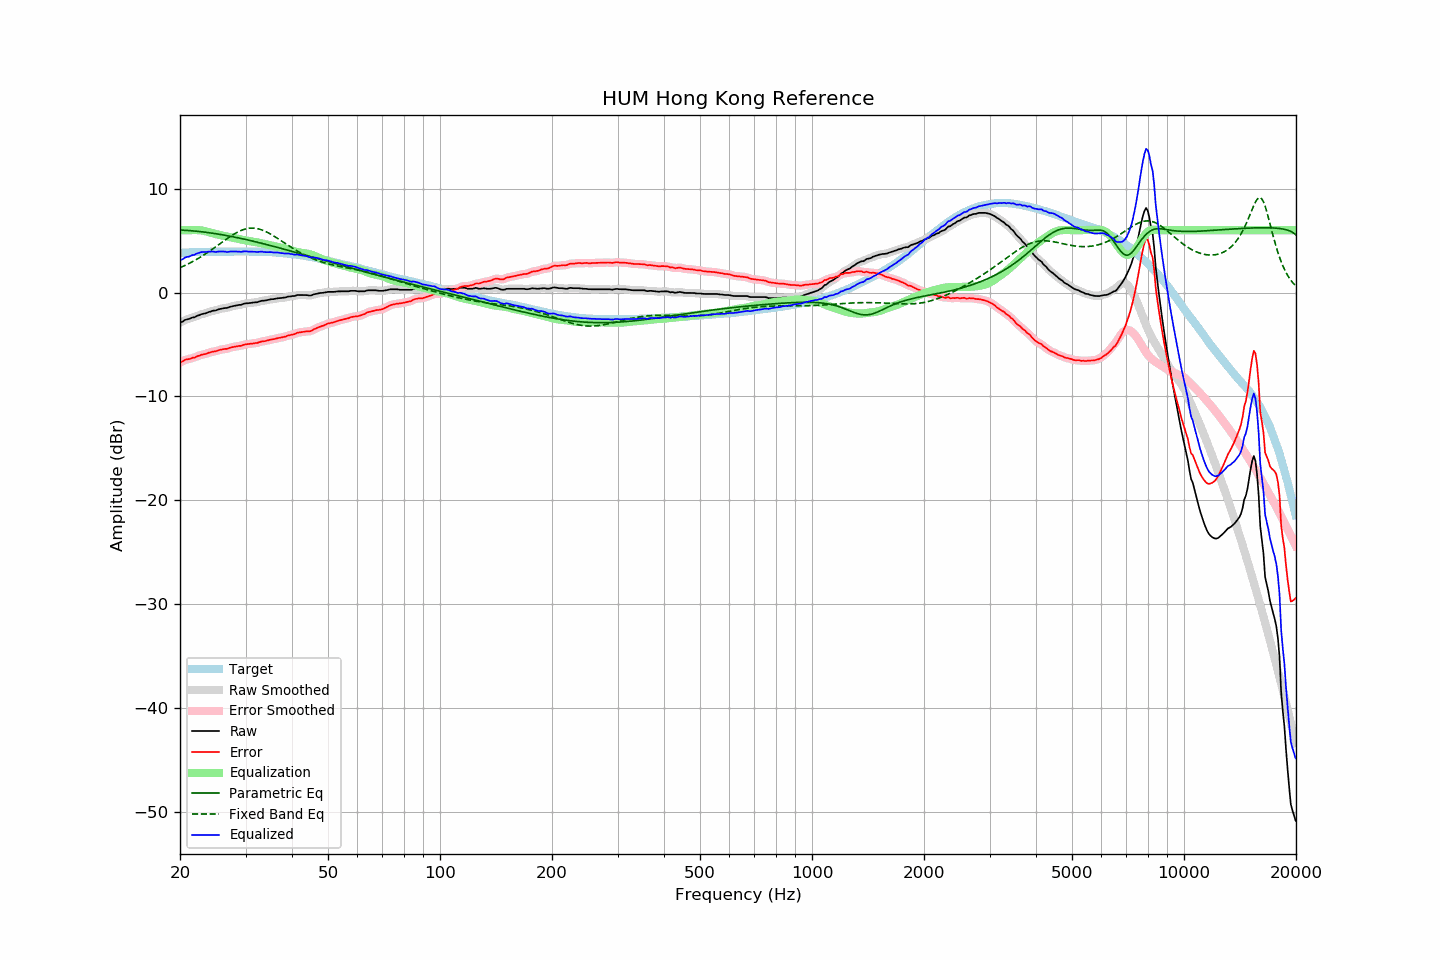 HUM Hong Kong Reference
Amplitude (dBr)
10
0
−10
−20
−30
−40
−50
Target
Raw Smoothed
Error Smoothed
Raw
Error
Equalization
Parametric Eq
Fixed Band Eq
Equalized
20 50 100 200 500 1000 2000 5000 10000 20000
Frequency (Hz)